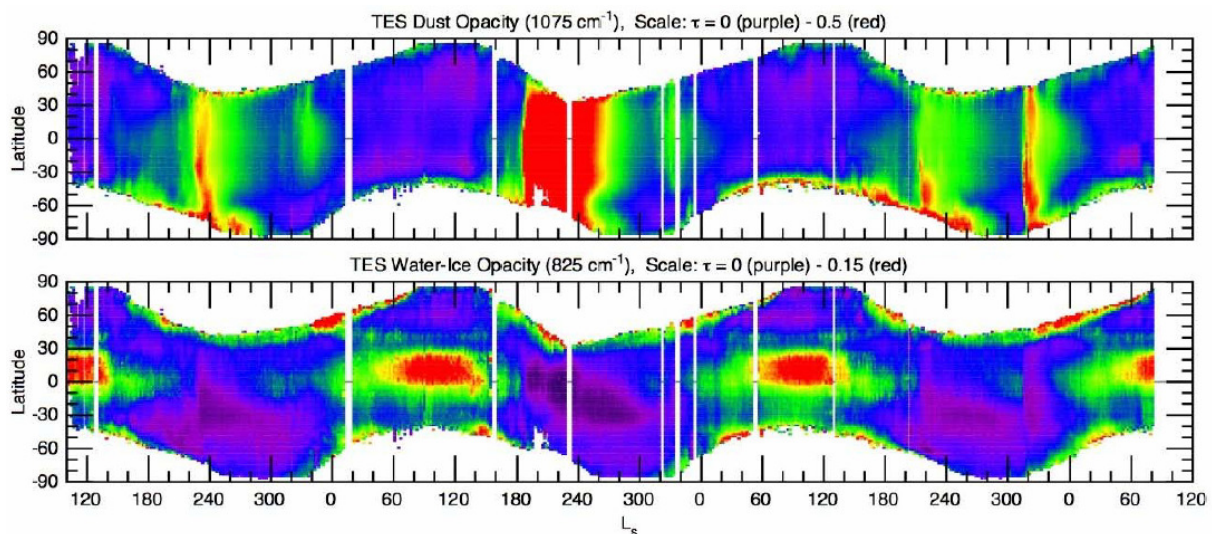 TES Dust Opacity (1075 cm⁻¹), Scale: τ = 0 (purple) - 0.5 (red)
90
60
30
0
-30
-60
-90
Latitude
TES Water-Ice Opacity (825 cm⁻¹), Scale: τ = 0 (purple) - 0.15 (red)
90
60
30
0
-30
-60
-90
Latitude
120 180 240 300 0 60 120 180 240 300 0 60 120 180 240 300 0 60 120
Lₛ